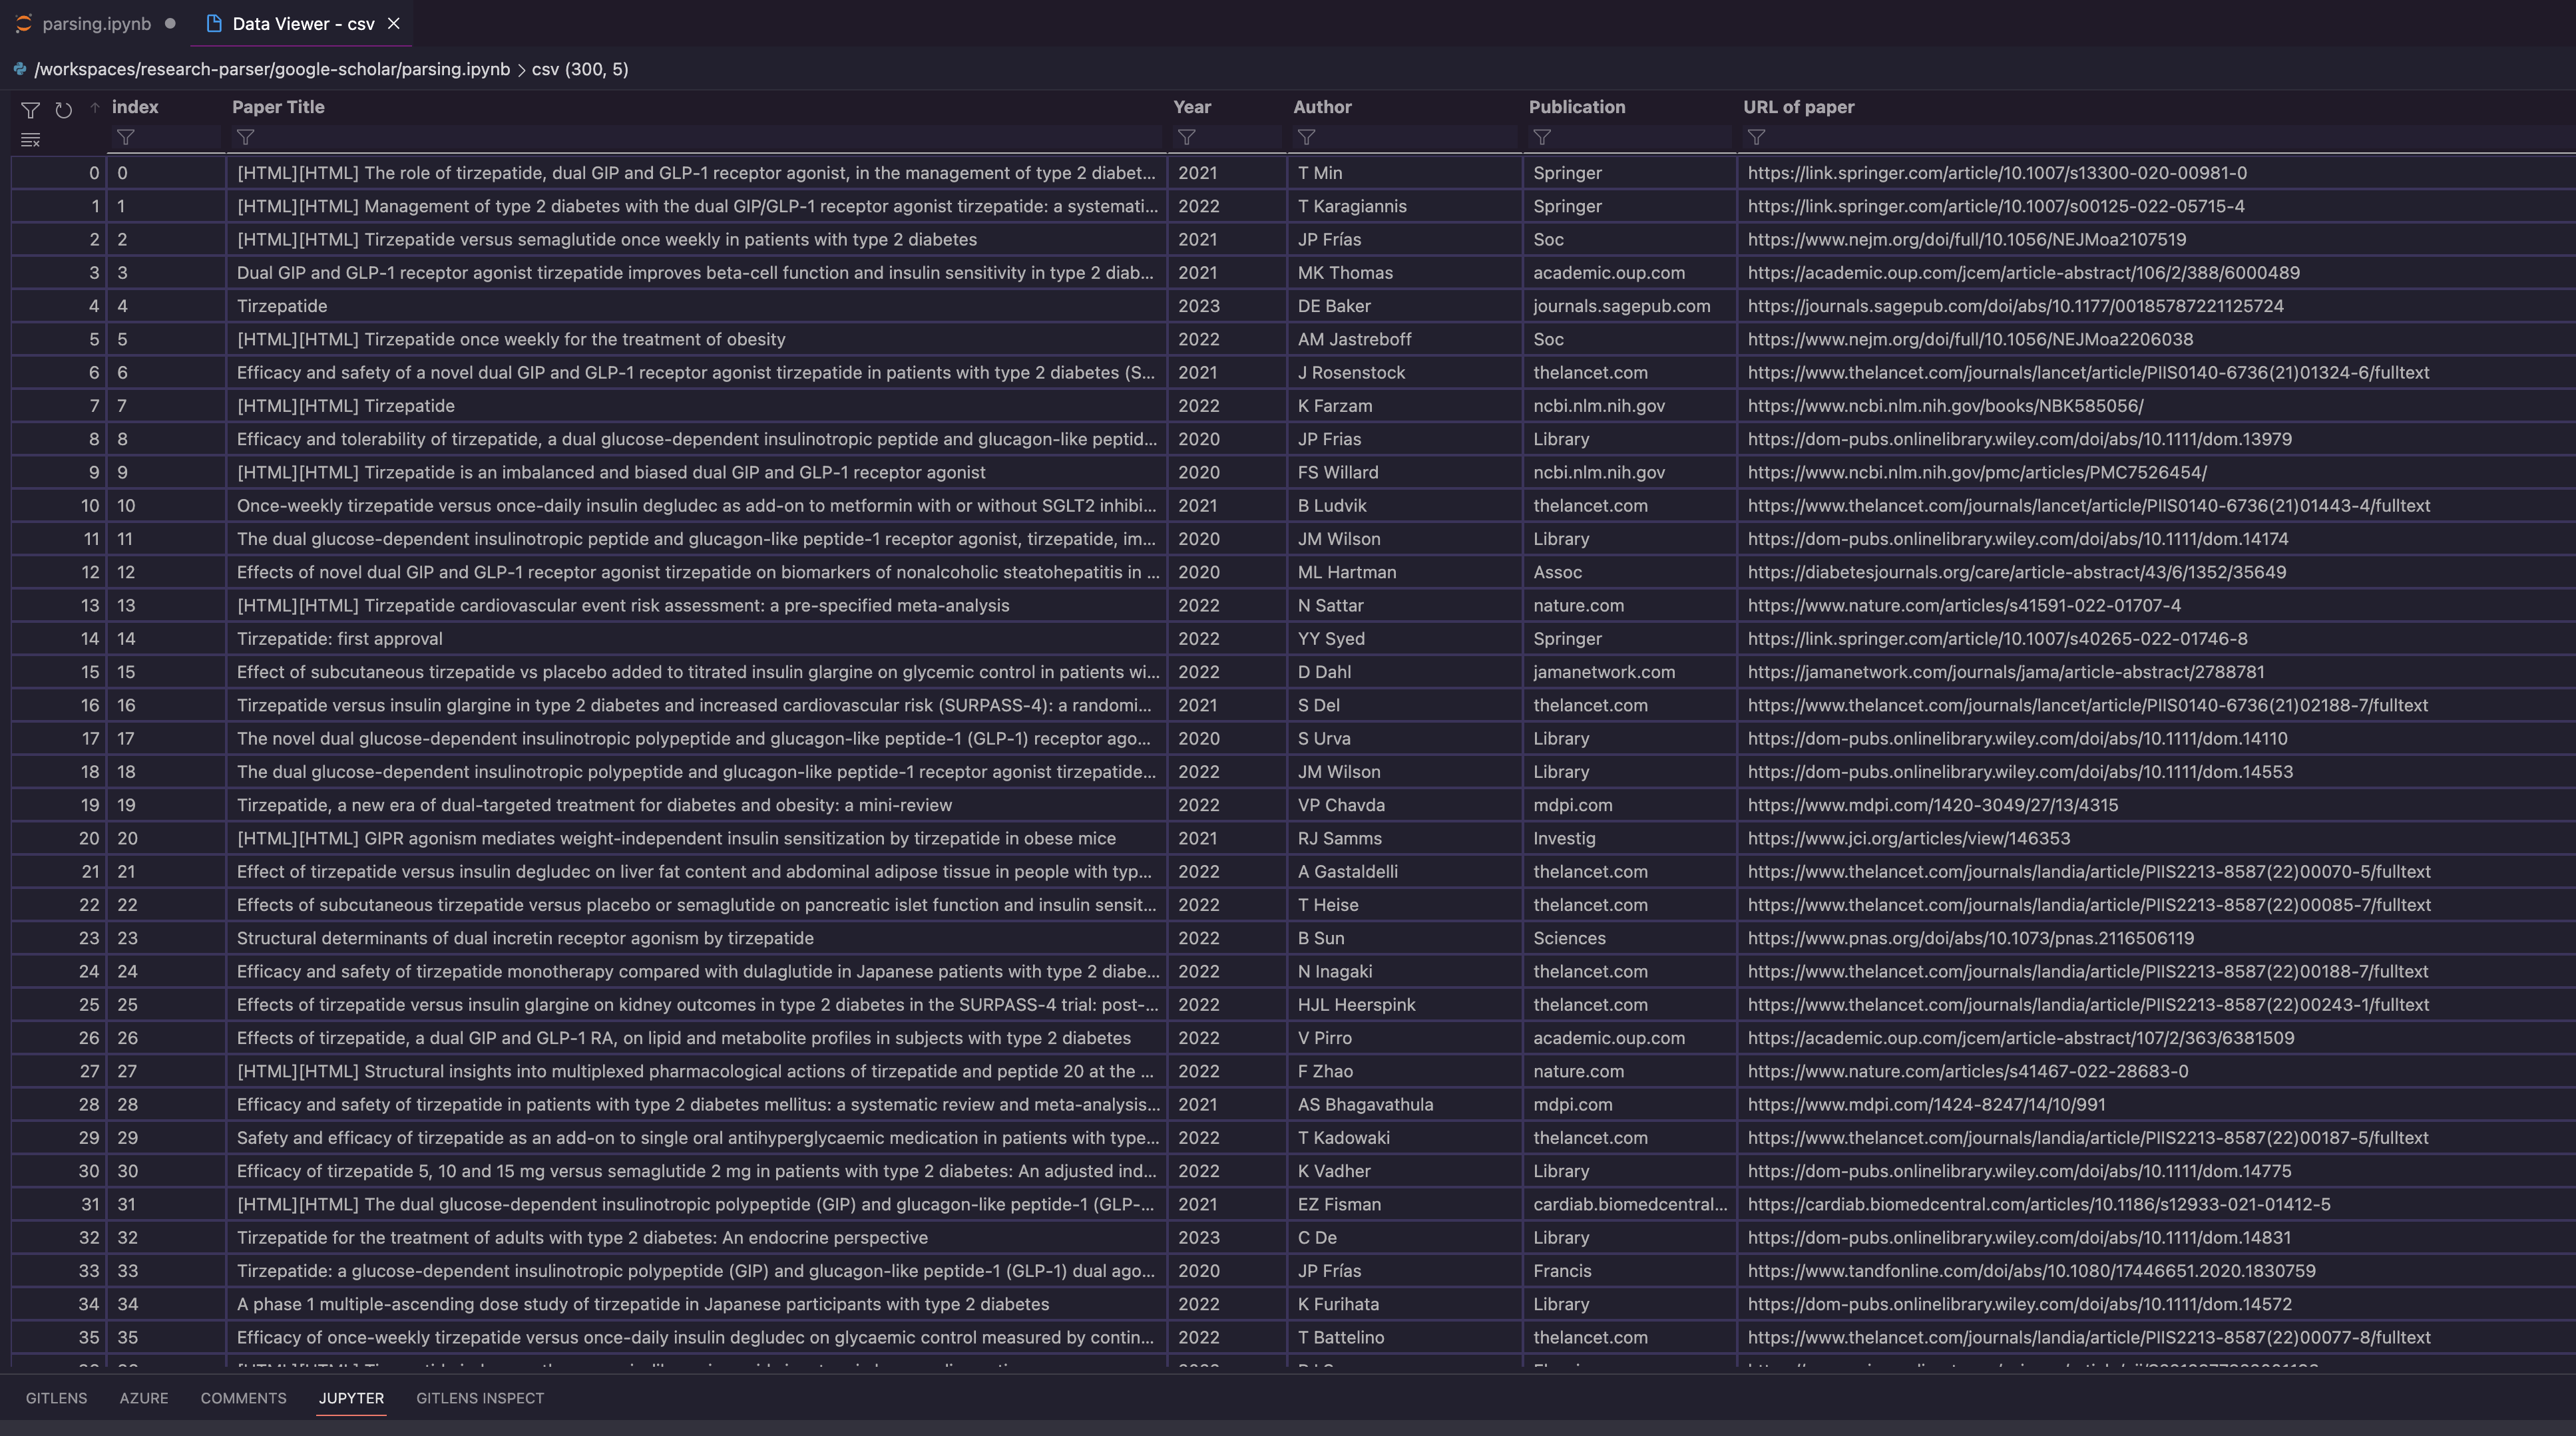 parsing.ipynb Data Viewer - csv
/workspaces/research-parser/google-scholar/parsing.ipynb > csv (300, 5)
index Paper Title Year Author Publication URL of paper
0 0 [HTML][HTML] The role of tirzepatide, dual GIP and GLP-1 receptor agonist, in the management of type 2 diabet... 2021 T Min Springer https://link.springer.com/article/10.1007/s13300-020-00981-0
1 1 [HTML][HTML] Management of type 2 diabetes with the dual GIP/GLP-1 receptor agonist tirzepatide: a systemati... 2022 T Karagiannis Springer https://link.springer.com/article/10.1007/s00125-022-05715-4
2 2 [HTML][HTML] Tirzepatide versus semaglutide once weekly in patients with type 2 diabetes 2021 JP Frías Soc https://www.nejm.org/doi/full/10.1056/NEJMoa2107519
3 3 Dual GIP and GLP-1 receptor agonist tirzepatide improves beta-cell function and insulin sensitivity in type 2 diab... 2021 MK Thomas academic.oup.com https://academic.oup.com/jcem/article-abstract/106/2/388/6000489
4 4 Tirzepatide 2023 DE Baker journals.sagepub.com https://journals.sagepub.com/doi/abs/10.1177/00185787221125724
5 5 [HTML][HTML] Tirzepatide once weekly for the treatment of obesity 2022 AM Jastreboff Soc https://www.nejm.org/doi/full/10.1056/NEJMoa2206038
6 6 Efficacy and safety of a novel dual GIP and GLP-1 receptor agonist tirzepatide in patients with type 2 diabetes (S... 2021 J Rosenstock thelancet.com https://www.thelancet.com/journals/lancet/article/PIIS0140-6736(21)01324-6/fulltext
7 7 [HTML][HTML] Tirzepatide 2022 K Farzam ncbi.nlm.nih.gov https://www.ncbi.nlm.nih.gov/books/NBK585056/
8 8 Efficacy and tolerability of tirzepatide, a dual glucose-dependent insulinotropic peptide and glucagon-like peptid... 2020 JP Frias Library https://dom-pubs.onlinelibrary.wiley.com/doi/abs/10.1111/dom.13979
9 9 [HTML][HTML] Tirzepatide is an imbalanced and biased dual GIP and GLP-1 receptor agonist 2020 FS Willard ncbi.nlm.nih.gov https://www.ncbi.nlm.nih.gov/pmc/articles/PMC7526454/
10 10 Once-weekly tirzepatide versus once-daily insulin degludec as add-on to metformin with or without SGLT2 inhibi... 2021 B Ludvik thelancet.com https://www.thelancet.com/journals/lancet/article/PIIS0140-6736(21)01443-4/fulltext
11 11 The dual glucose-dependent insulinotropic peptide and glucagon-like peptide-1 receptor agonist, tirzepatide, im... 2020 JM Wilson Library https://dom-pubs.onlinelibrary.wiley.com/doi/abs/10.1111/dom.14174
12 12 Effects of novel dual GIP and GLP-1 receptor agonist tirzepatide on biomarkers of nonalcoholic steatohepatitis in ... 2020 ML Hartman Assoc https://diabetesjournals.org/care/article-abstract/43/6/1352/35649
13 13 [HTML][HTML] Tirzepatide cardiovascular event risk assessment: a pre-specified meta-analysis 2022 N Sattar nature.com https://www.nature.com/articles/s41591-022-01707-4
14 14 Tirzepatide: first approval 2022 YY Syed Springer https://link.springer.com/article/10.1007/s40265-022-01746-8
15 15 Effect of subcutaneous tirzepatide vs placebo added to titrated insulin glargine on glycemic control in patients wi... 2022 D Dahl jamanetwork.com https://jamanetwork.com/journals/jama/article-abstract/2788781
16 16 Tirzepatide versus insulin glargine in type 2 diabetes and increased cardiovascular risk (SURPASS-4): a randomi... 2021 S Del thelancet.com https://www.thelancet.com/journals/lancet/article/PIIS0140-6736(21)02188-7/fulltext
17 17 The novel dual glucose-dependent insulinotropic polypeptide and glucagon-like peptide-1 (GLP-1) receptor ago... 2020 S Urva Library https://dom-pubs.onlinelibrary.wiley.com/doi/abs/10.1111/dom.14110
18 18 The dual glucose-dependent insulinotropic polypeptide and glucagon-like peptide-1 receptor agonist tirzepatide... 2022 JM Wilson Library https://dom-pubs.onlinelibrary.wiley.com/doi/abs/10.1111/dom.14553
19 19 Tirzepatide, a new era of dual-targeted treatment for diabetes and obesity: a mini-review 2022 VP Chavda mdpi.com https://www.mdpi.com/1420-3049/27/13/4315
20 20 [HTML][HTML] GIPR agonism mediates weight-independent insulin sensitization by tirzepatide in obese mice 2021 RJ Samms Investig https://www.jci.org/articles/view/146353
21 21 Effect of tirzepatide versus insulin degludec on liver fat content and abdominal adipose tissue in people with typ... 2022 A Gastaldelli thelancet.com https://www.thelancet.com/journals/landia/article/PIIS2213-8587(22)00070-5/fulltext
22 22 Effects of subcutaneous tirzepatide versus placebo or semaglutide on pancreatic islet function and insulin sensit... 2022 T Heise thelancet.com https://www.thelancet.com/journals/landia/article/PIIS2213-8587(22)00085-7/fulltext
23 23 Structural determinants of dual incretin receptor agonism by tirzepatide 2022 B Sun Sciences https://www.pnas.org/doi/abs/10.1073/pnas.2116506119
24 24 Efficacy and safety of tirzepatide monotherapy compared with dulaglutide in Japanese patients with type 2 diabe... 2022 N Inagaki thelancet.com https://www.thelancet.com/journals/landia/article/PIIS2213-8587(22)00188-7/fulltext
25 25 Effects of tirzepatide versus insulin glargine on kidney outcomes in type 2 diabetes in the SURPASS-4 trial: post-... 2022 HJL Heerspink thelancet.com https://www.thelancet.com/journals/landia/article/PIIS2213-8587(22)00243-1/fulltext
26 26 Effects of tirzepatide, a dual GIP and GLP-1 RA, on lipid and metabolite profiles in subjects with type 2 diabetes 2022 V Pirro academic.oup.com https://academic.oup.com/jcem/article-abstract/107/2/363/6381509
27 27 [HTML][HTML] Structural insights into multiplexed pharmacological actions of tirzepatide and peptide 20 at the ... 2022 F Zhao nature.com https://www.nature.com/articles/s41467-022-28683-0
28 28 Efficacy and safety of tirzepatide in patients with type 2 diabetes mellitus: a systematic review and meta-analysis... 2021 AS Bhagavathula mdpi.com https://www.mdpi.com/1424-8247/14/10/991
29 29 Safety and efficacy of tirzepatide as an add-on to single oral antihyperglycaemic medication in patients with type... 2022 T Kadowaki thelancet.com https://www.thelancet.com/journals/landia/article/PIIS2213-8587(22)00187-5/fulltext
30 30 Efficacy of tirzepatide 5, 10 and 15 mg versus semaglutide 2 mg in patients with type 2 diabetes: An adjusted ind... 2022 K Vadher Library https://dom-pubs.onlinelibrary.wiley.com/doi/abs/10.1111/dom.14775
31 31 [HTML][HTML] The dual glucose-dependent insulinotropic polypeptide (GIP) and glucagon-like peptide-1 (GLP-... 2021 EZ Fisman cardiab.biomedcentral... https://cardiab.biomedcentral.com/articles/10.1186/s12933-021-01412-5
32 32 Tirzepatide for the treatment of adults with type 2 diabetes: An endocrine perspective 2023 C De Library https://dom-pubs.onlinelibrary.wiley.com/doi/abs/10.1111/dom.14831
33 33 Tirzepatide: a glucose-dependent insulinotropic polypeptide (GIP) and glucagon-like peptide-1 (GLP-1) dual ago... 2020 JP Frías Francis https://www.tandfonline.com/doi/abs/10.1080/17446651.2020.1830759
34 34 A phase 1 multiple-ascending dose study of tirzepatide in Japanese participants with type 2 diabetes 2022 K Furihata Library https://dom-pubs.onlinelibrary.wiley.com/doi/abs/10.1111/dom.14572
35 35 Efficacy of once-weekly tirzepatide versus once-daily insulin degludec on glycaemic control measured by contin... 2022 T Battelino thelancet.com https://www.thelancet.com/journals/landia/article/PIIS2213-8587(22)00077-8/fulltext
GITLENS AZURE COMMENTS JUPYTER GITLENS INSPECT